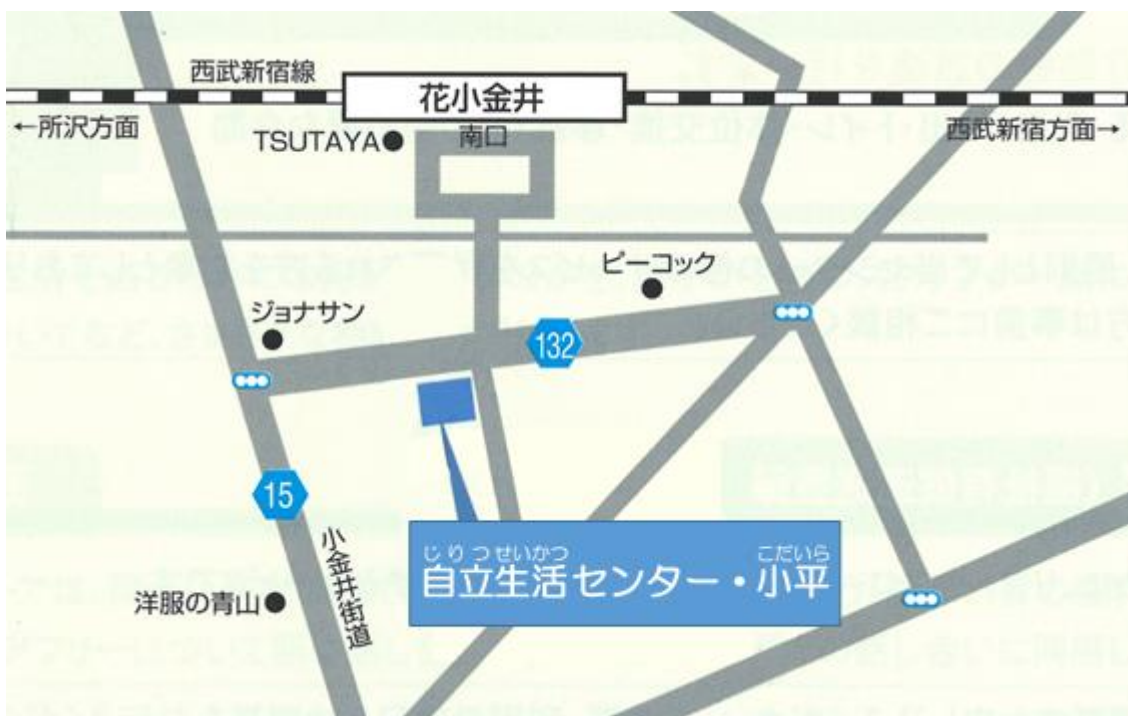 西武新宿線
花小金井
←所沢方面
TSUTAYA
南口
西武新宿方面→
ピーコック
ジョナサン
132
15
小金井街道
じりつせいかつ こだいら
自立生活センター・小平
洋服の青山